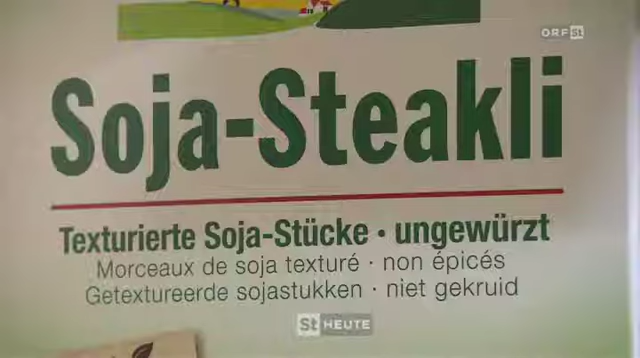 ORF St
Soja-Steakli
Texturierte Soja-Stücke · ungewürzt
Morceaux de soja texturé · non épicés
Getextureerde sojastukken · niet gekruid
St HEUTE